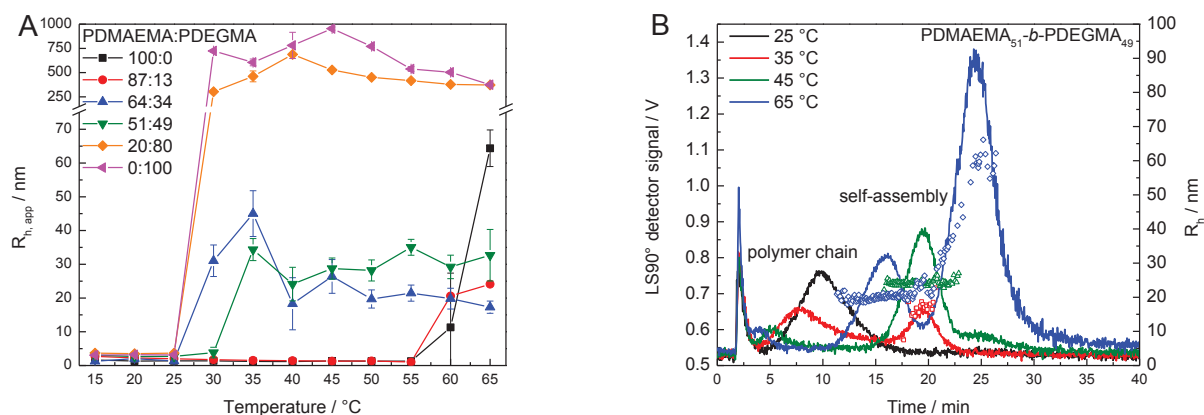 A
PDMAEMA:PDEGMA
100:0
87:13
64:34
51:49
20:80
0:100
1000
750
500
250
70
60
50
40
30
20
10
0
R_h, app / nm
15 20 25 30 35 40 45 50 55 60 65
Temperature / °C
B
25 °C
35 °C
45 °C
65 °C
PDMAEMA₅₁-b-PDEGMA₄₉
self-assembly
polymer chain
1.4
1.3
1.2
1.1
1.0
0.9
0.8
0.7
0.6
0.5
LS90° detector signal / V
100
90
80
70
60
50
40
30
20
10
0
R_h / nm
0 5 10 15 20 25 30 35 40
Time / min